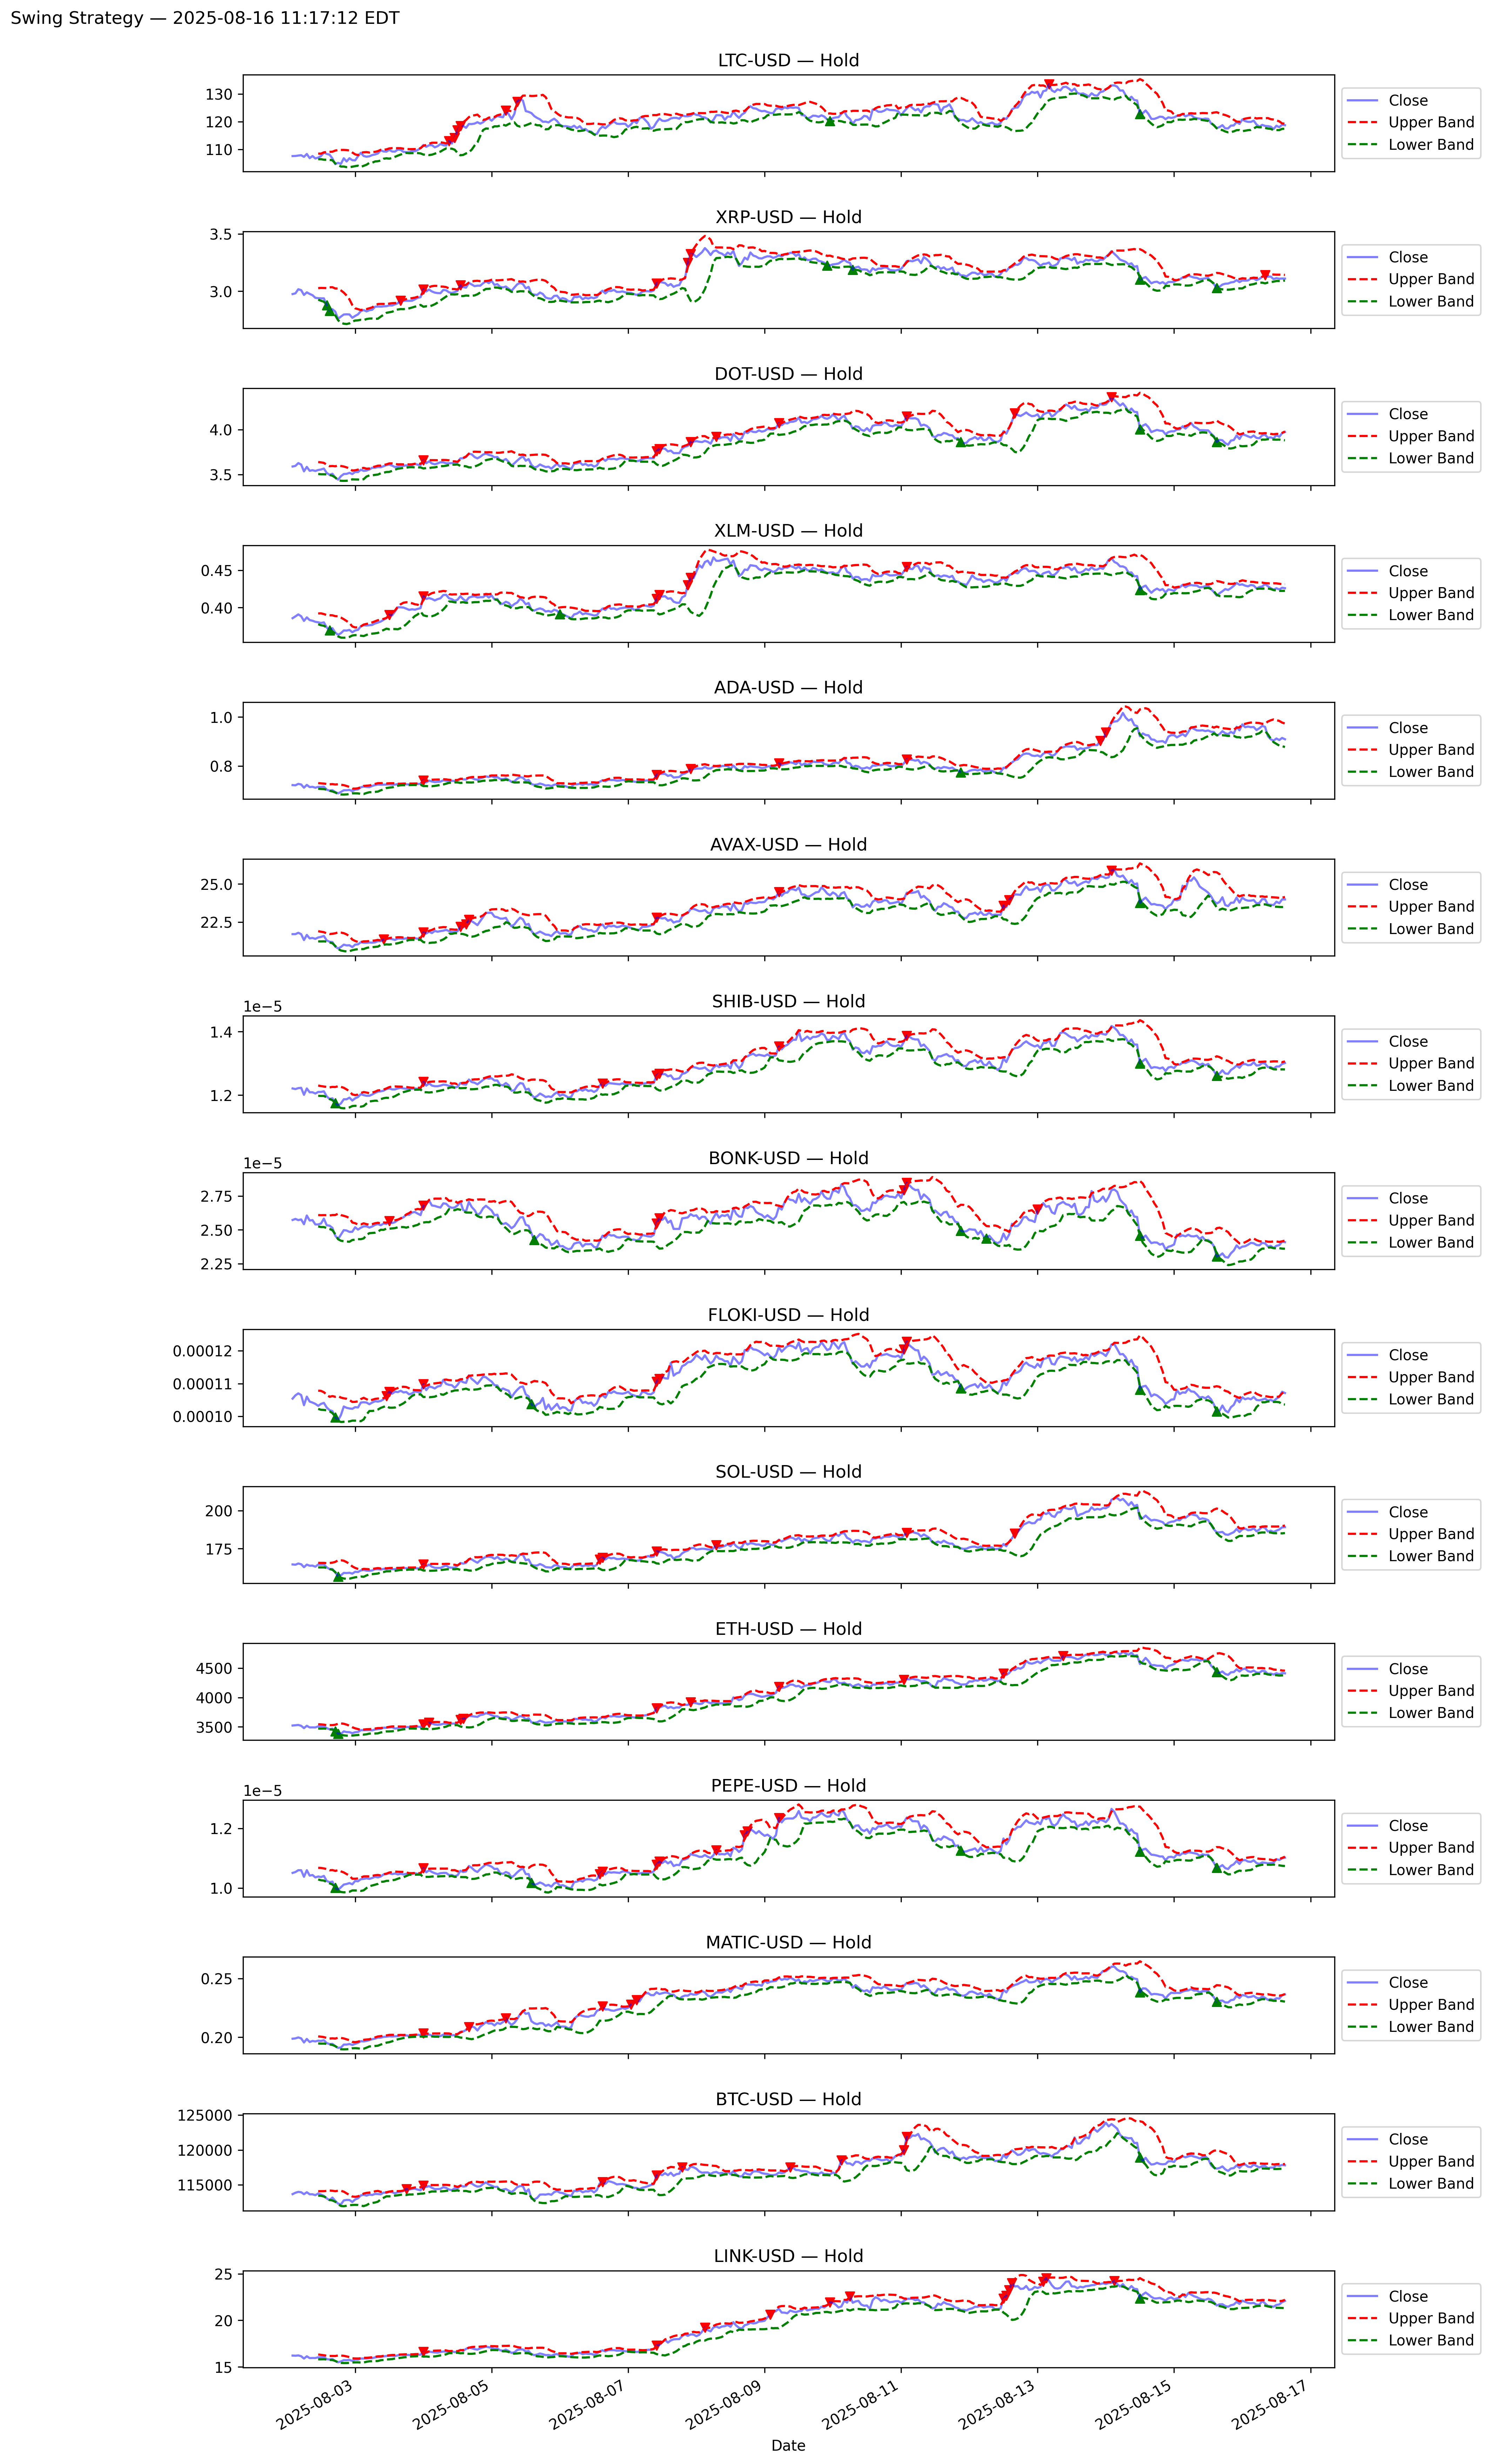 Swing Strategy — 2025-08-16 11:17:12 EDT
LTC-USD — Hold
130
120
110
Close
Upper Band
Lower Band
XRP-USD — Hold
3.5
3.0
Close
Upper Band
Lower Band
DOT-USD — Hold
4.0
3.5
Close
Upper Band
Lower Band
XLM-USD — Hold
0.45
0.40
Close
Upper Band
Lower Band
ADA-USD — Hold
1.0
0.8
Close
Upper Band
Lower Band
AVAX-USD — Hold
25.0
22.5
Close
Upper Band
Lower Band
SHIB-USD — Hold
1e−5
1.4
1.2
Close
Upper Band
Lower Band
BONK-USD — Hold
1e−5
2.75
2.50
2.25
Close
Upper Band
Lower Band
FLOKI-USD — Hold
0.00012
0.00011
0.00010
Close
Upper Band
Lower Band
SOL-USD — Hold
200
175
Close
Upper Band
Lower Band
ETH-USD — Hold
4500
4000
3500
Close
Upper Band
Lower Band
PEPE-USD — Hold
1e−5
1.2
1.0
Close
Upper Band
Lower Band
MATIC-USD — Hold
0.25
0.20
Close
Upper Band
Lower Band
BTC-USD — Hold
125000
120000
115000
Close
Upper Band
Lower Band
LINK-USD — Hold
25
20
15
Close
Upper Band
Lower Band
2025-08-03
2025-08-05
2025-08-07
2025-08-09
2025-08-11
2025-08-13
2025-08-15
2025-08-17
Date